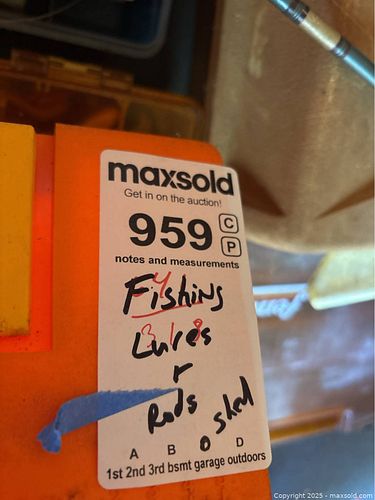 maxsold
Get in on the auction!
959 C
P
notes and measurements
Fishing
Lures
r
Rods
shed
A B D
1st 2nd 3rd bsmt garage outdoors
Copyright 2025 - maxsold.com